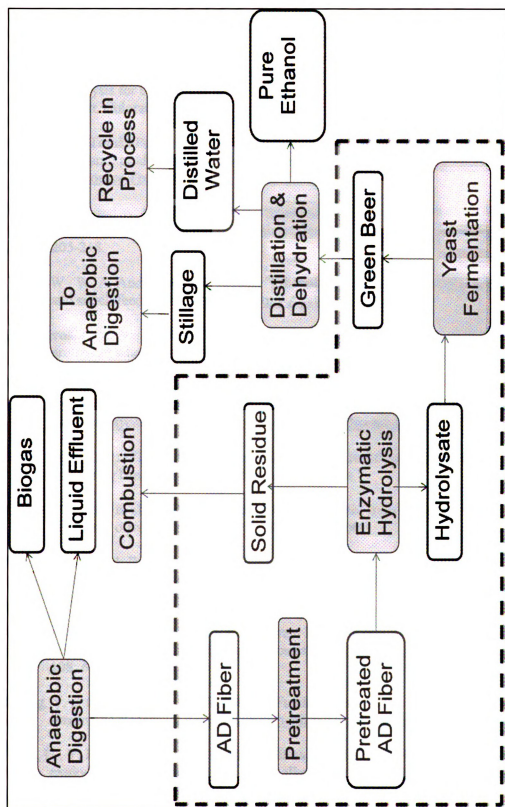 Anaerobic
Digestion
Biogas
Liquid Effluent
AD Fiber
Pretreatment
Pretreated
AD Fiber
Combustion
Solid Residue
Enzymatic
Hydrolysis
Hydrolysate
To
Anaerobic
Digestion
Stillage
Recycle in
Process
Distilled
Water
Distillation &
Dehydration
Pure
Ethanol
Green Beer
Yeast
Fermentation